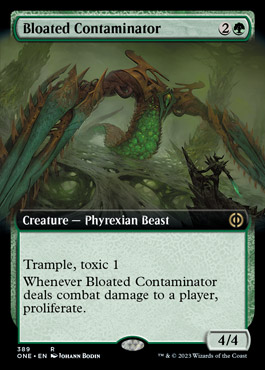 Bloated Contaminator 2
Creature — Phyrexian Beast
Trample, toxic 1
Whenever Bloated Contaminator
deals combat damage to a player,
proliferate.
4/4
389 R
ONE • EN Johann Bodin
™ & © 2023 Wizards of the Coast